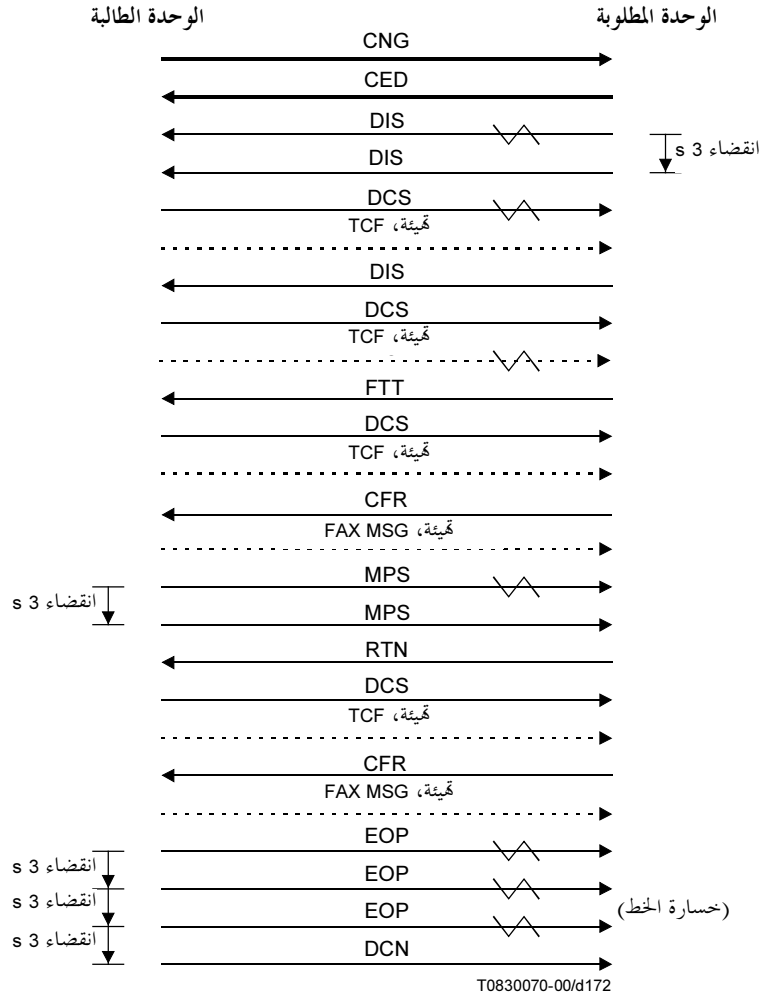 الوحدة المطلوبة الوحدة الطالبة
CNG
CED
DIS
انقضاء 3 s
DIS
DCS
تهيئة، TCF
DIS
DCS
تهيئة، TCF
FTT
DCS
تهيئة، TCF
CFR
تهيئة، FAX MSG
MPS
انقضاء 3 s
MPS
RTN
DCS
تهيئة، TCF
CFR
تهيئة، FAX MSG
EOP
انقضاء 3 s
EOP
انقضاء 3 s
(خسارة الخط)
EOP
انقضاء 3 s
DCN
T0830070-00/d172